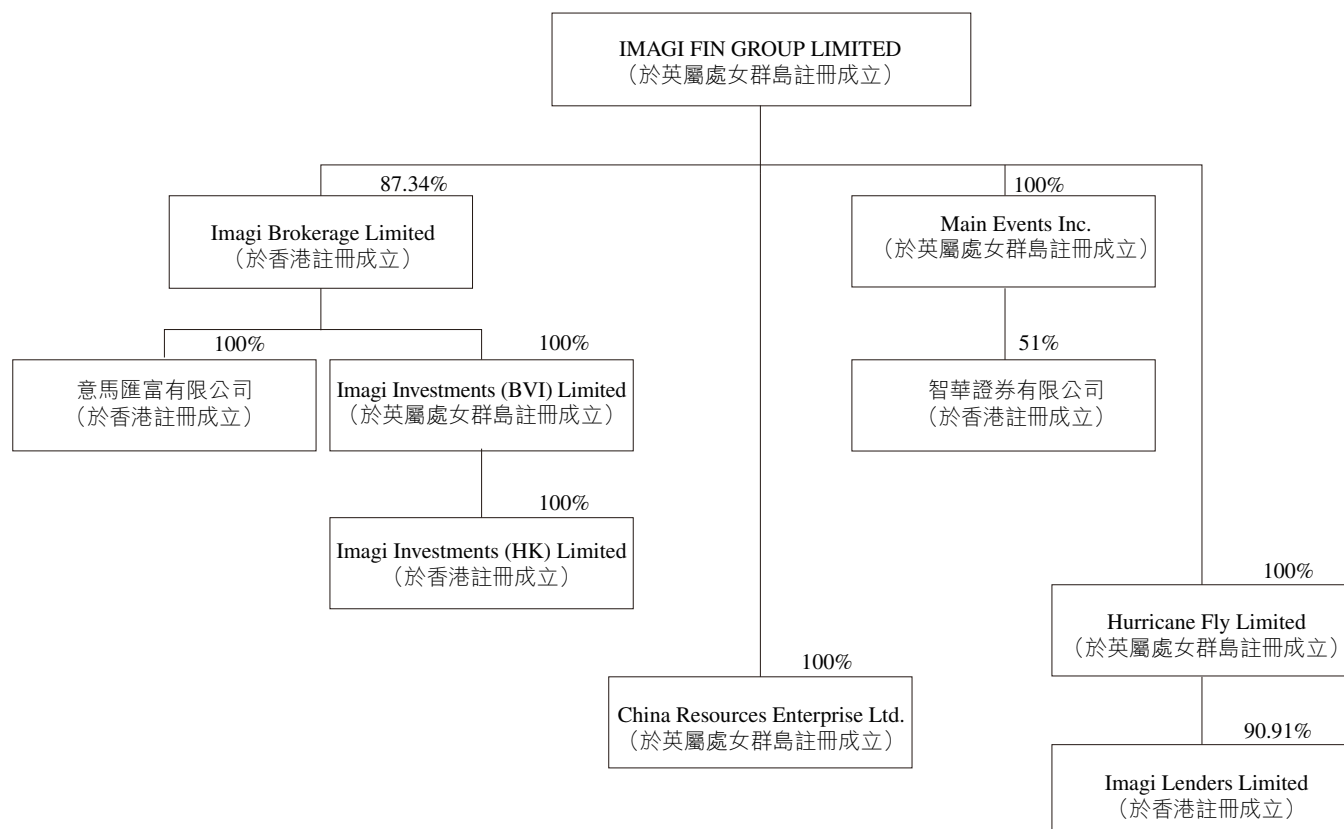 IMAGI FIN GROUP LIMITED
（於英屬處女群島註冊成立）
87.34%
Imagi Brokerage Limited
（於香港註冊成立）
100%
Main Events Inc.
（於英屬處女群島註冊成立）
100%
意馬匯富有限公司
（於香港註冊成立）
100%
Imagi Investments (BVI) Limited
（於英屬處女群島註冊成立）
51%
智華證券有限公司
（於香港註冊成立）
100%
Imagi Investments (HK) Limited
（於香港註冊成立）
100%
Hurricane Fly Limited
（於英屬處女群島註冊成立）
100%
China Resources Enterprise Ltd.
（於英屬處女群島註冊成立）
90.91%
Imagi Lenders Limited
（於香港註冊成立）